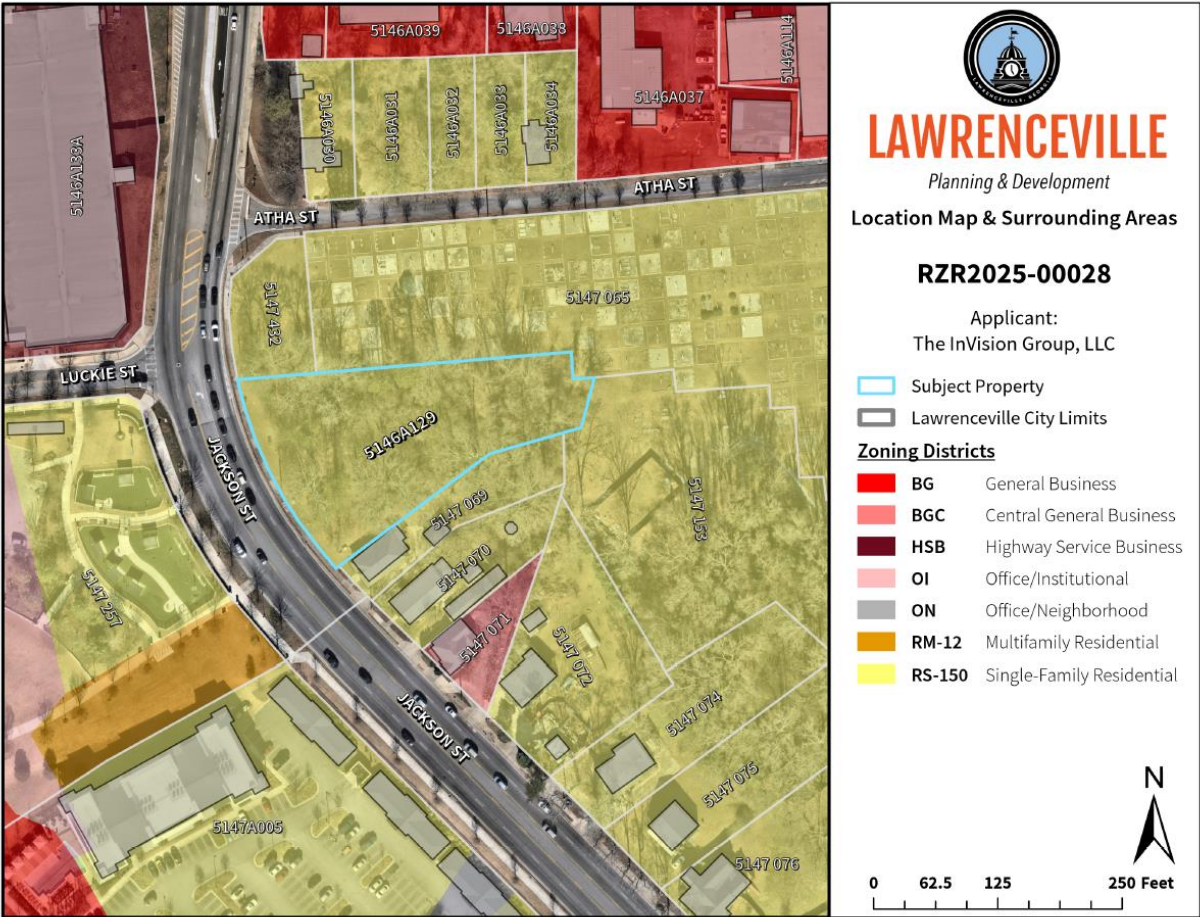 5146A039
5146A038
5146A114
5146A133A
5146A030
5146A031
5146A032
5146A033
5146A034
5146A037
ATHA ST
ATHA ST
5147 432
5147 065
LUCKIE ST
JACKSON ST
5146A129
5147 069
5147 153
5147 257
5147 070
5147 071
5147 072
JACKSON ST
5147 074
5147 075
5147A005
5147 076
LAWRENCEVILLE, GEORGIA
LAWRENCEVILLE
Planning & Development
Location Map & Surrounding Areas
RZR2025-00028
Applicant:
The InVision Group, LLC
Subject Property
Lawrenceville City Limits
Zoning Districts
BG General Business
BGC Central General Business
HSB Highway Service Business
OI Office/Institutional
ON Office/Neighborhood
RM-12 Multifamily Residential
RS-150 Single-Family Residential
N
0 62.5 125 250 Feet